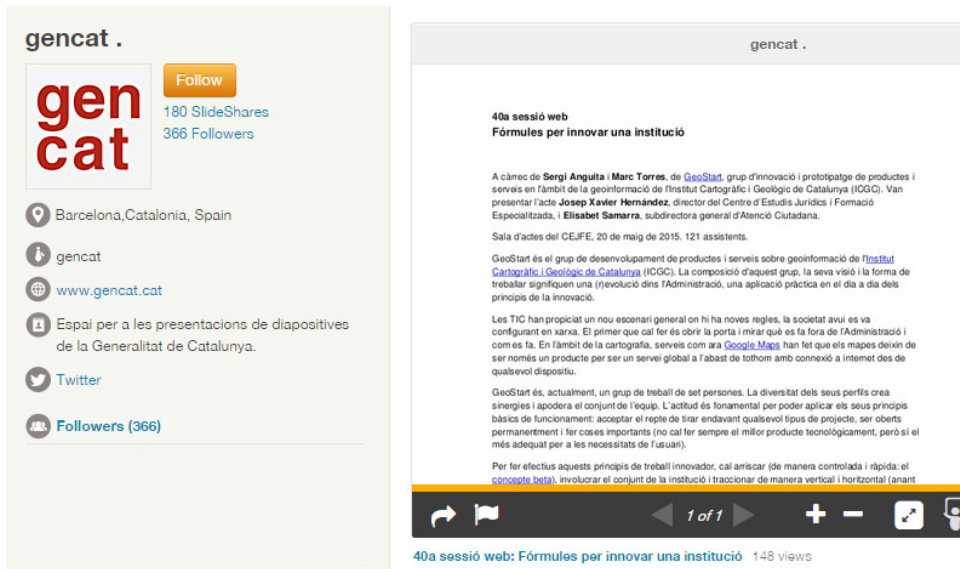 gencat .
gen
cat
Follow
180 SlideShares
366 Followers
Barcelona,Catalonia, Spain
gencat
www.gencat.cat
Espai per a les presentacions de diapositives
de la Generalitat de Catalunya.
Twitter
Followers (366)
gencat .
40a sessió web
Fórmules per innovar una institució
A càrrec de Sergi Anguita i Marc Torres, de GeoStart, grup d'innovació i prototipatge de productes i
serveis en l'àmbit de la geoinformació de l'Institut Cartogràfic i Geològic de Catalunya (ICGC). Van
presentar l'acte Josep Xavier Hernández, director del Centre d'Estudis Jurídics i Formació
Especialitzada, i Elisabet Samarra, subdirectora general d'Atenció Ciutadana.
Sala d'actes del CEJFE, 20 de maig de 2015. 121 assistents.
GeoStart és el grup de desenvolupament de productes i serveis sobre geoinformació de l'Institut
Cartogràfic i Geològic de Catalunya (ICGC). La composició d'aquest grup, la seva visió i la forma de
treballar signifiquen una (r)evolució dins l'Administració, una aplicació pràctica en el dia a dia dels
principis de la innovació.
Les TIC han propiciat un nou escenari general on hi ha noves regles, la societat avui es va
configurant en xarxa. El primer que cal fer és obrir la porta i mirar què es fa fora de l'Administració i
com es fa. En l'àmbit de la cartografia, serveis com ara Google Maps han fet que els mapes deixin de
ser només un producte per ser un servei global a l'abast de tothom amb connexió a internet des de
qualsevol dispositiu.
GeoStart és, actualment, un grup de treball de set persones. La diversitat dels seus perfils crea
sinergies i apodera el conjunt de l'equip. L'actitud és fonamental per poder aplicar els seus principis
bàsics de funcionament: acceptar el repte de tirar endavant qualsevol tipus de projecte, ser oberts
permanentment i fer coses importants (no cal fer sempre el millor producte tecnològicament, però sí el
més adequat per a les necessitats de l'usuari).
Per fer efectius aquests principis de treball innovador, cal arriscar (de manera controlada i ràpida: el
concepte beta), involucrar el conjunt de la institució i traccionar de manera vertical i horitzontal (anant
1 of 1
40a sessió web: Fórmules per innovar una institució 148 views